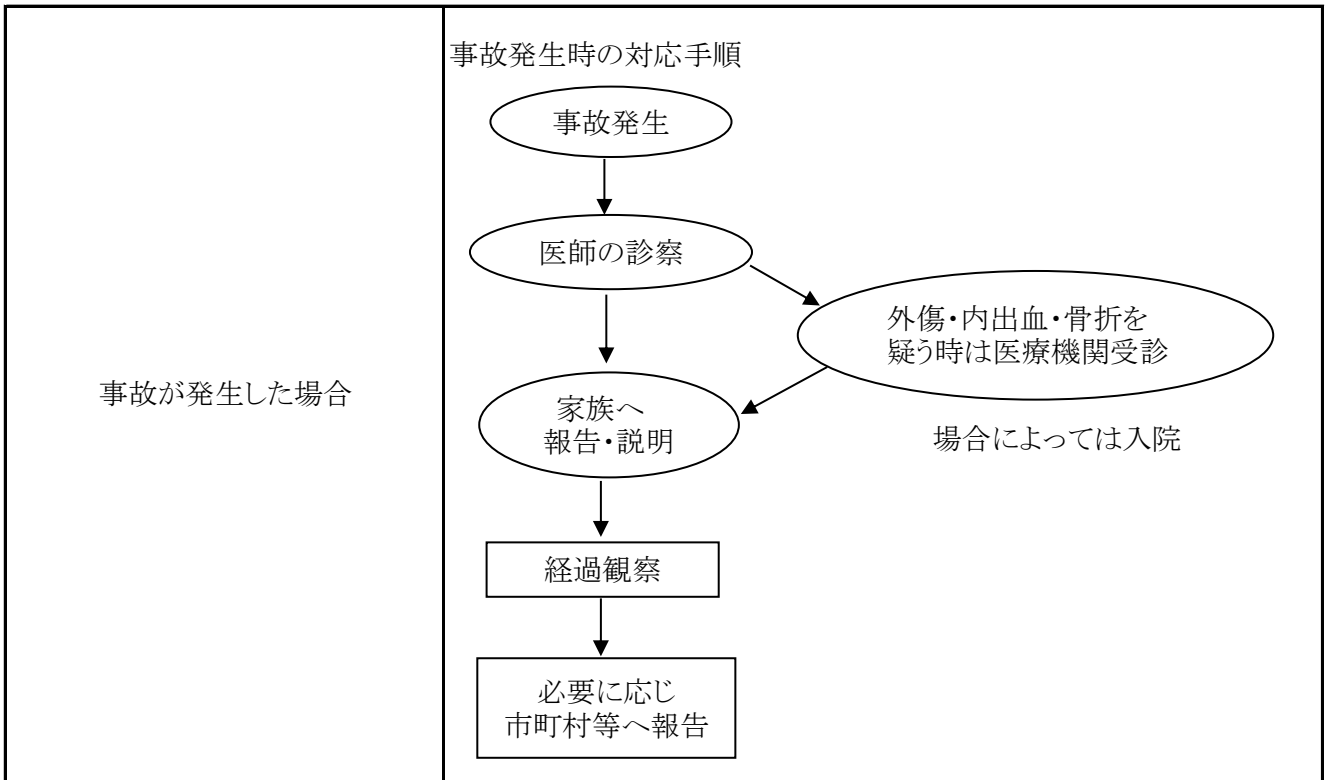 事故が発生した場合
事故発生時の対応手順
事故発生
医師の診察
外傷・内出血・骨折を
疑う時は医療機関受診
場合によっては入院
家族へ
報告・説明
経過観察
必要に応じ
市町村等へ報告